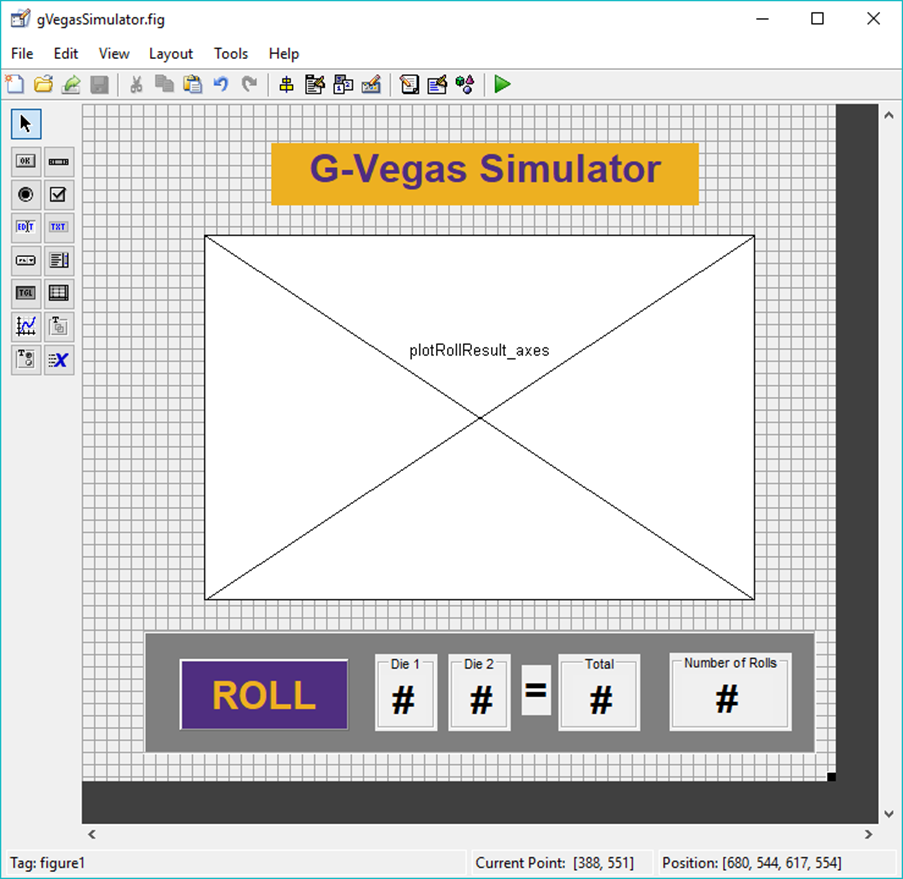 gVegasSimulator.fig
File Edit View Layout Tools Help
OK
EDIT TXT
TGL
G-Vegas Simulator
plotRollResult_axes
Die 1 Die 2 Total Number of Rolls
ROLL # # = # #
Tag: figure1 Current Point: [388, 551] Position: [680, 544, 617, 554]